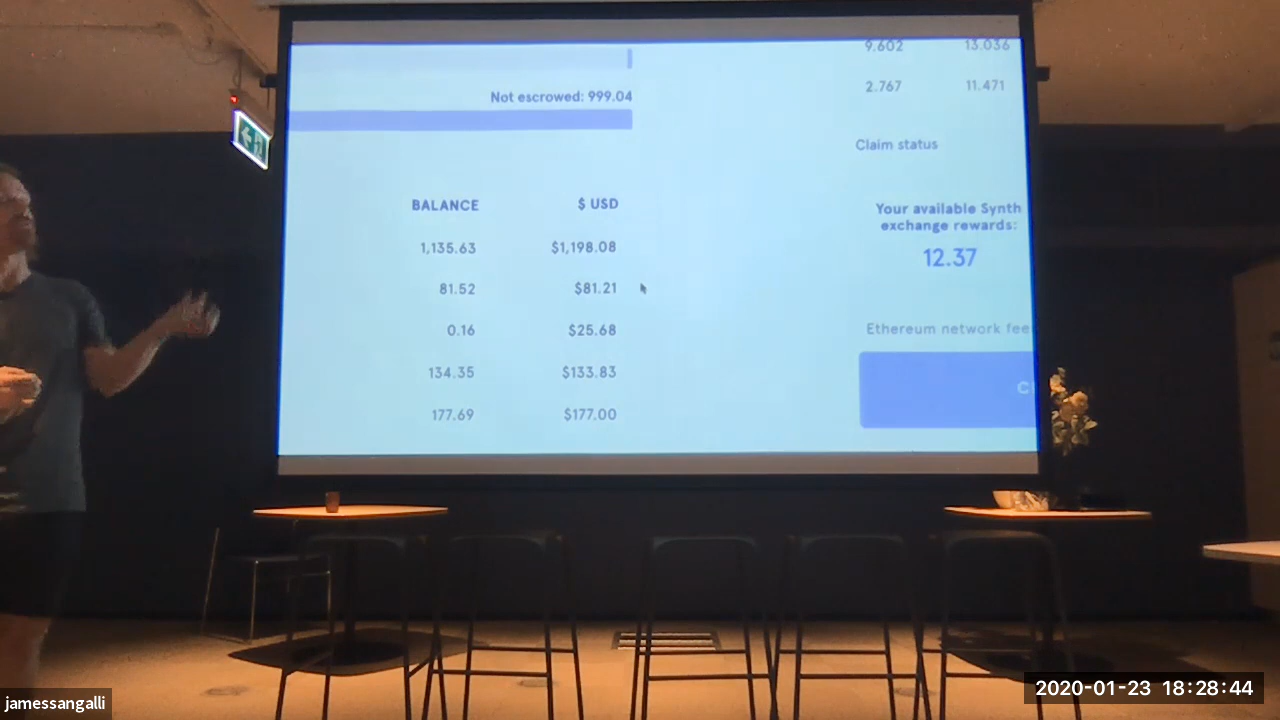 9.602 13.036
Not escrowed: 999.04
2.767 11.471
Claim status
BALANCE $ USD
1,135.63 $1,198.08
81.52 $81.21
0.16 $25.68
134.35 $133.83
177.69 $177.00
Your available Synth
exchange rewards:
12.37
Ethereum network fee
jamessangalli
2020-01-23 18:28:44